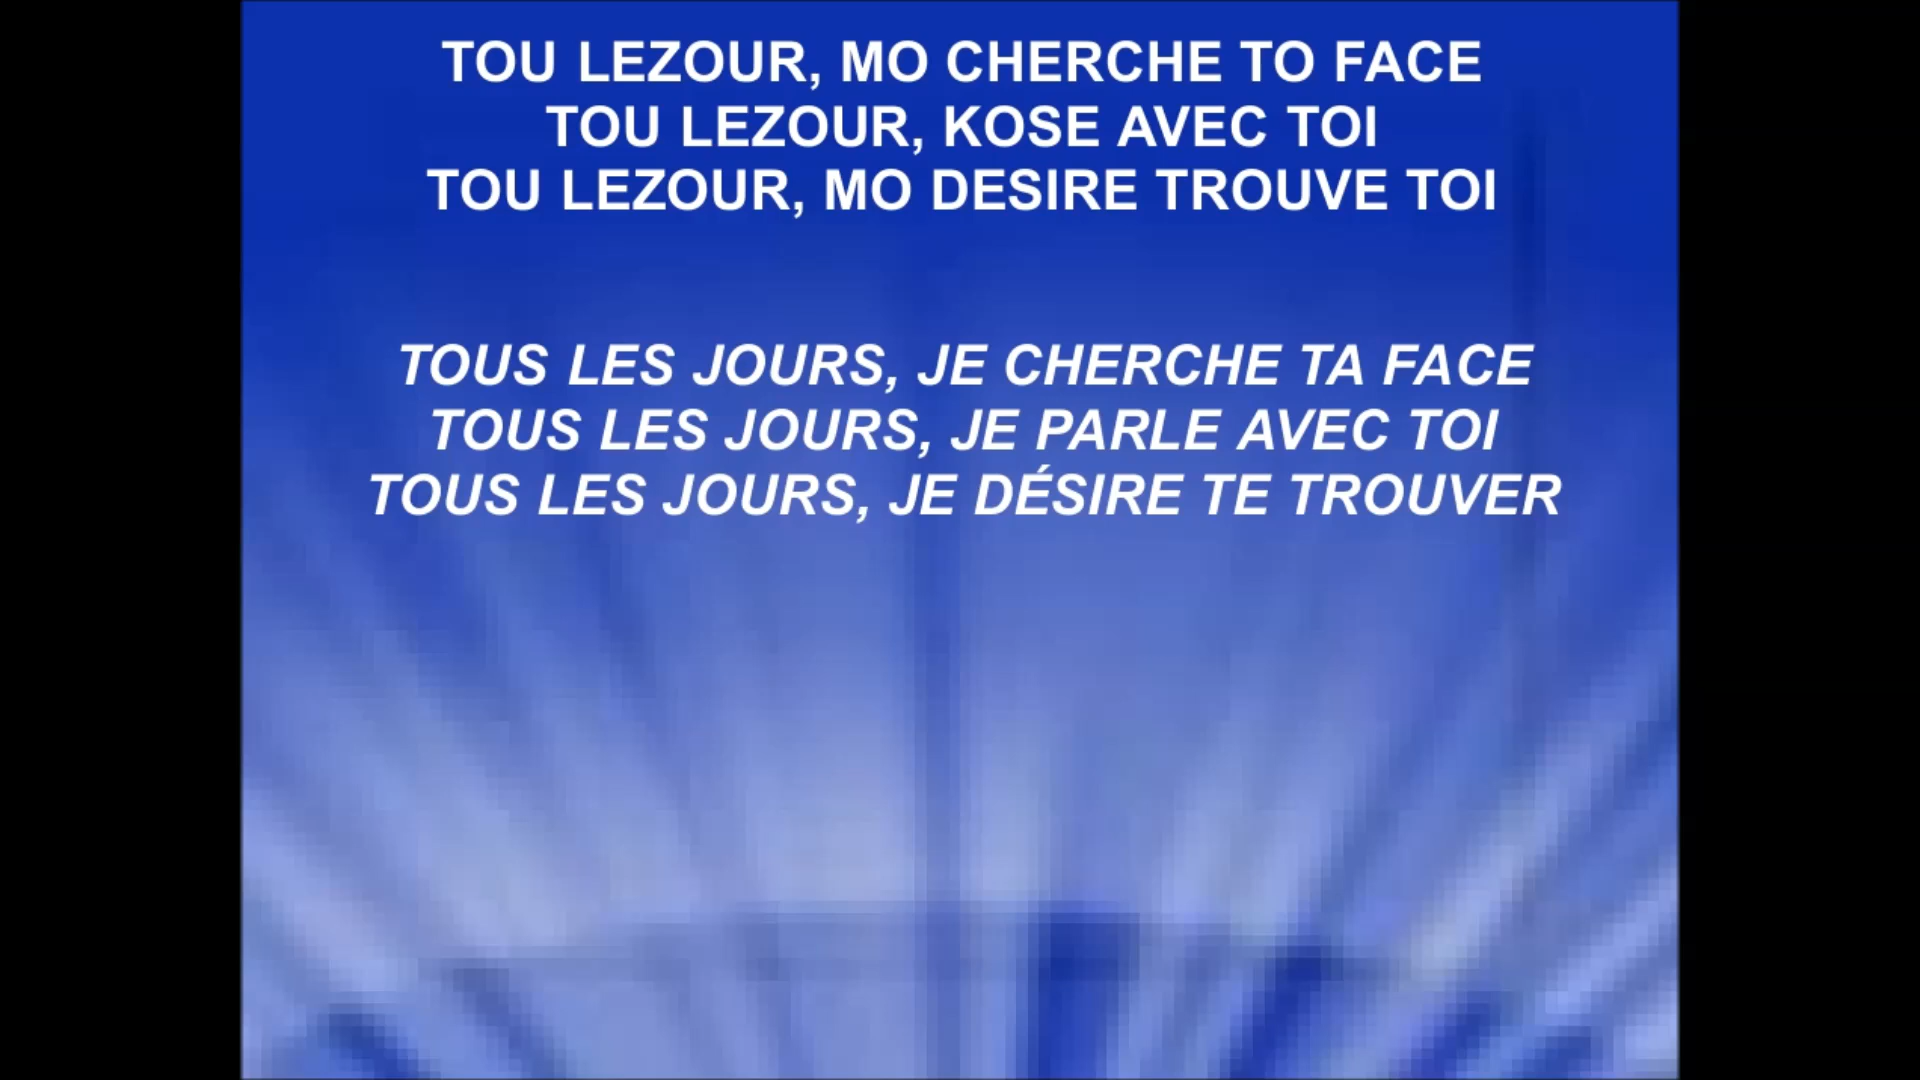 TOU LEZOUR, MO CHERCHE TO FACE
TOU LEZOUR, KOSE AVEC TOI
TOU LEZOUR, MO DESIRE TROUVE TOI
TOUS LES JOURS, JE CHERCHE TA FACE
TOUS LES JOURS, JE PARLE AVEC TOI
TOUS LES JOURS, JE DÉSIRE TE TROUVER